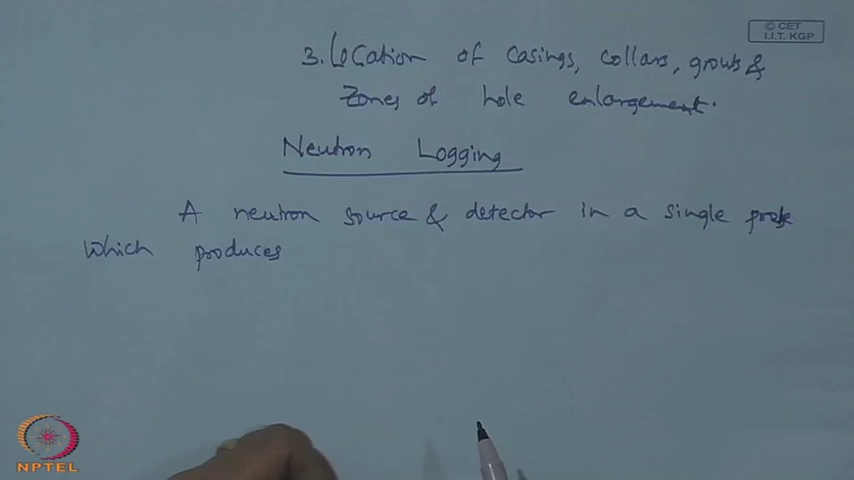 © CET
I.I.T. KGP
3. Location of casings, collars, grouts &
Zones of hole enlargement.
Neutron Logging
A neutron source & detector in a single probe
which produces
NPTEL